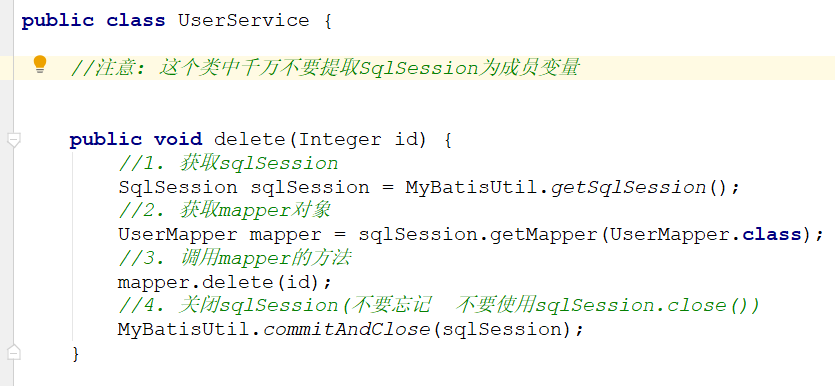 public class UserService {
//注意: 这个类中千万不要提取SqlSession为成员变量
public void delete(Integer id) {
//1. 获取sqlSession
SqlSession sqlSession = MyBatisUtil.getSqlSession();
//2. 获取mapper对象
UserMapper mapper = sqlSession.getMapper(UserMapper.class);
//3. 调用mapper的方法
mapper.delete(id);
//4. 关闭sqlSession(不要忘记  不要使用sqlSession.close())
MyBatisUtil.commitAndClose(sqlSession);
}